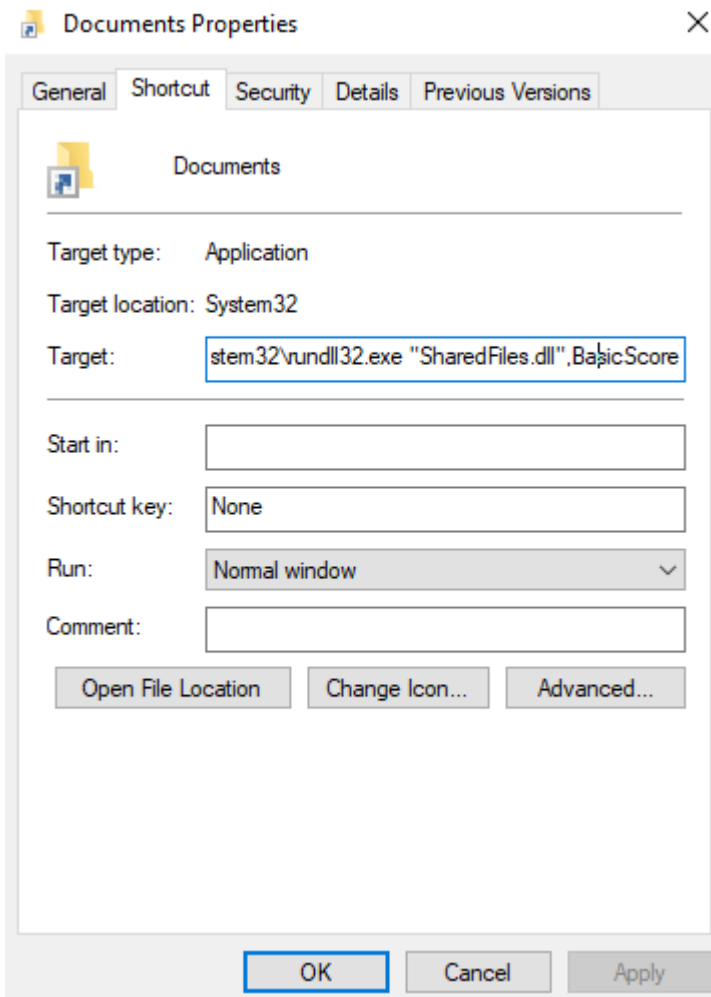 Documents Properties
General Shortcut Security Details Previous Versions
Documents
Target type: Application
Target location: System32
Target: stem32\rundll32.exe "SharedFiles.dll",BasicScore
Start in:
Shortcut key: None
Run: Normal window
Comment:
Open File Location Change Icon... Advanced...
OK Cancel Apply